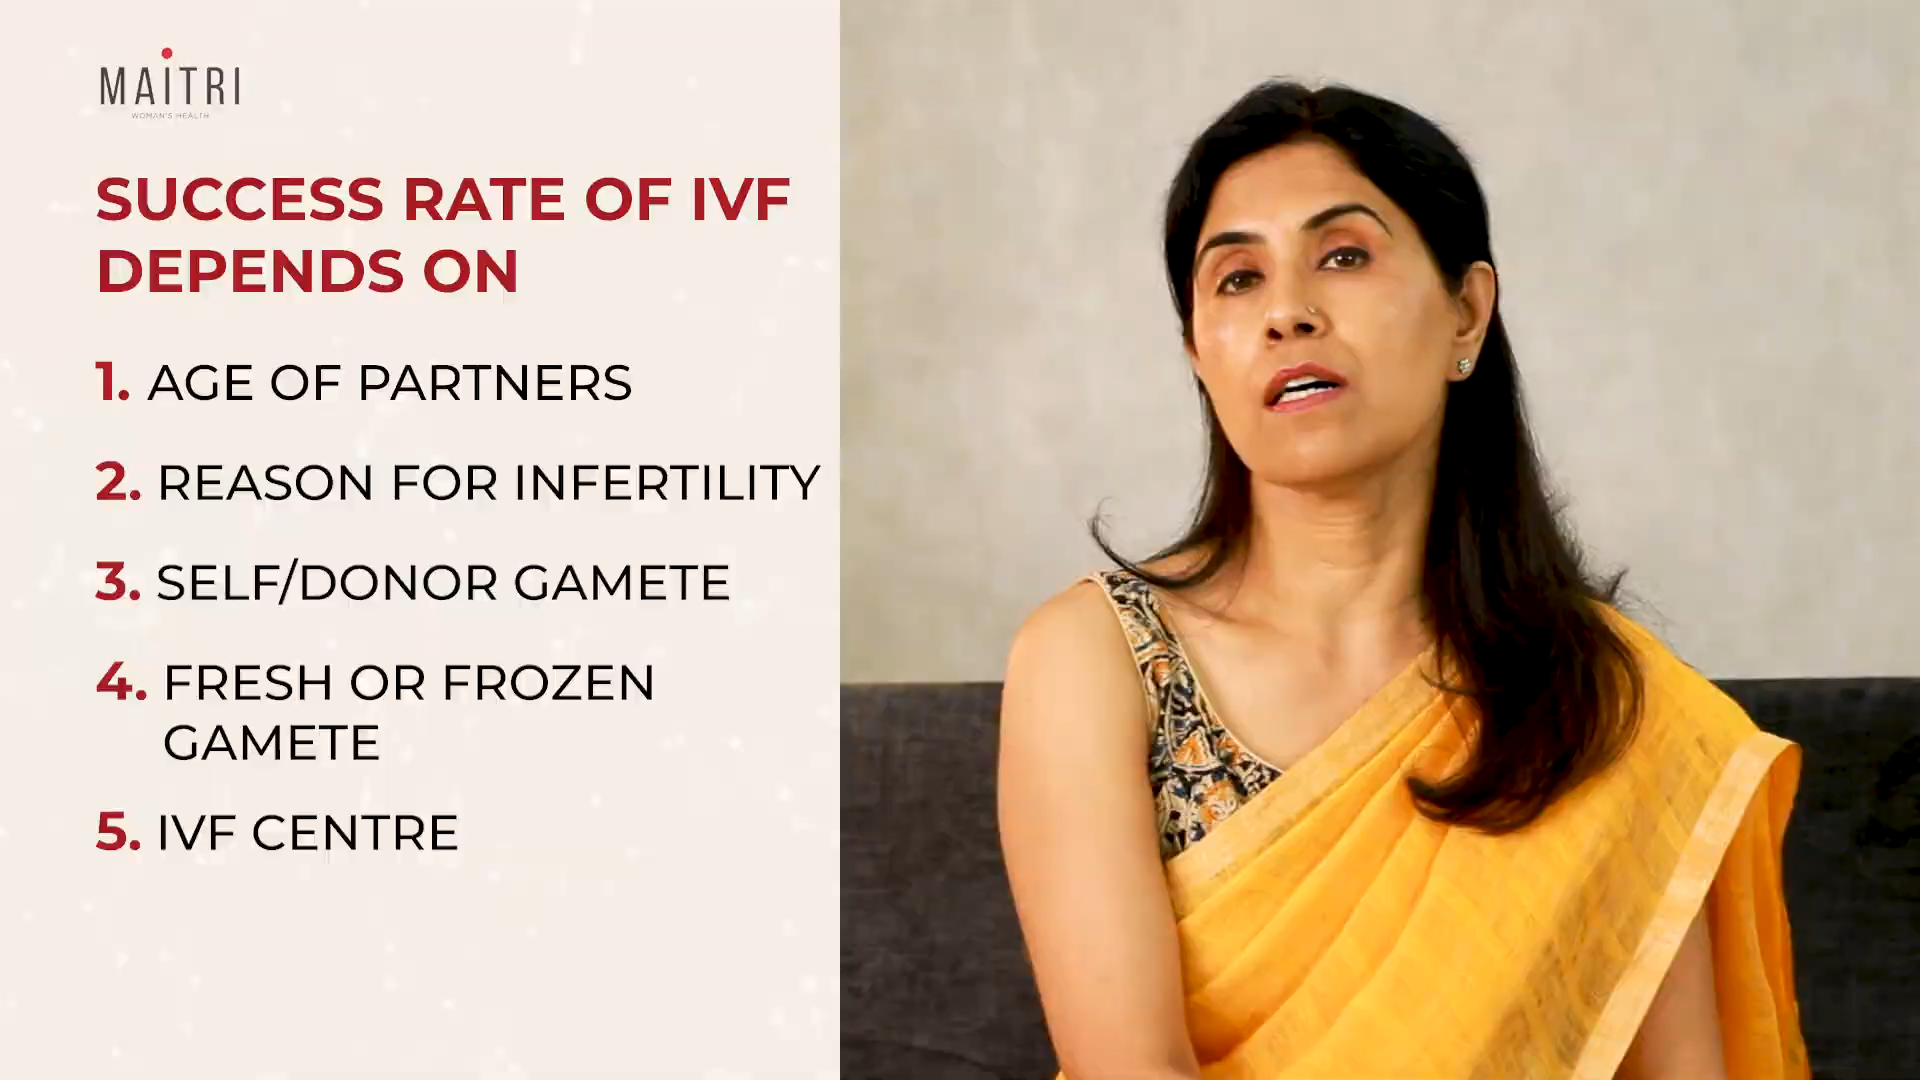 MAITRI
WOMAN'S HEALTH
SUCCESS RATE OF IVF
DEPENDS ON
1. AGE OF PARTNERS
2. REASON FOR INFERTILITY
3. SELF/DONOR GAMETE
4. FRESH OR FROZEN
GAMETE
5. IVF CENTRE